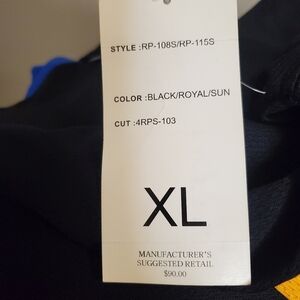 STYLE :RP-108S/RP-115S
COLOR :BLACK/ROYAL/SUN
CUT :4RPS-103
XL
MANUFACTURER'S
SUGGESTED RETAIL
$90.00